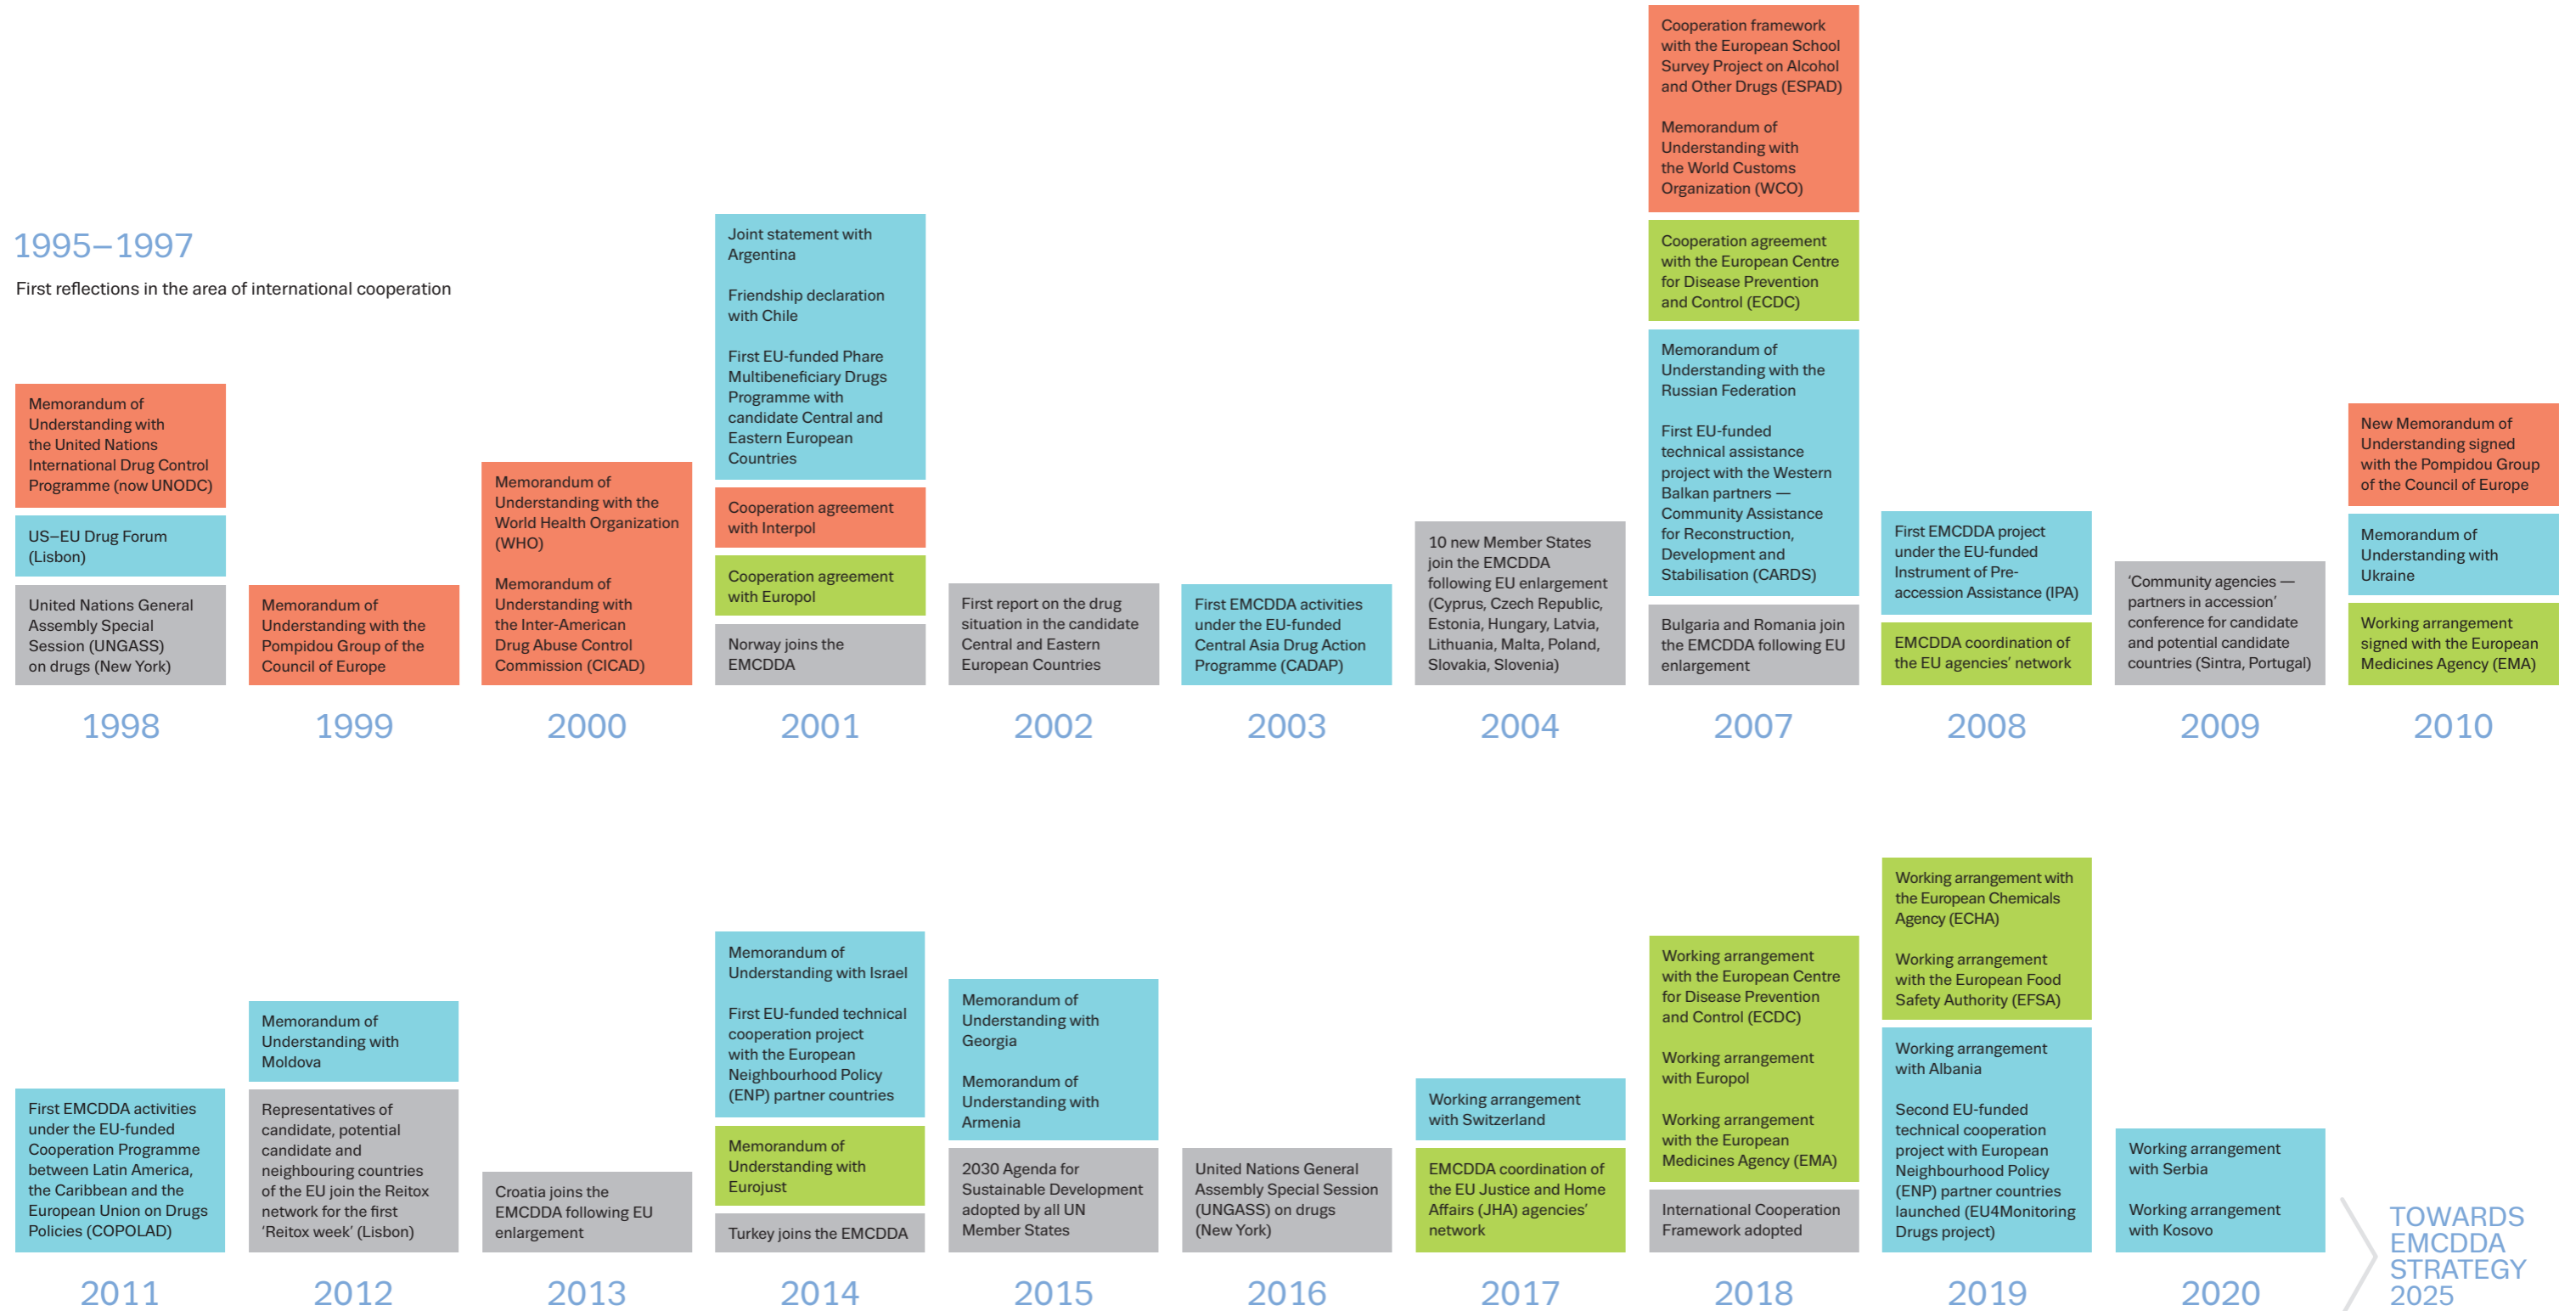 1995–1997
First reflections in the area of international cooperation
Memorandum of
Understanding with
the United Nations
International Drug Control
Programme (now UNODC)
US–EU Drug Forum
(Lisbon)
United Nations General
Assembly Special
Session (UNGASS)
on drugs (New York)
1998
Memorandum of
Understanding with the
Pompidou Group of the
Council of Europe
1999
Memorandum of
Understanding with the
World Health Organization
(WHO)
Memorandum of
Understanding with
the Inter-American
Drug Abuse Control
Commission (CICAD)
2000
Joint statement with
Argentina
Friendship declaration
with Chile
First EU-funded Phare
Multibeneficiary Drugs
Programme with
candidate Central and
Eastern European
Countries
Cooperation agreement
with Interpol
Cooperation agreement
with Europol
Norway joins the
EMCDDA
2001
First report on the drug
situation in the candidate
Central and Eastern
European Countries
2002
First EMCDDA activities
under the EU-funded
Central Asia Drug Action
Programme (CADAP)
2003
10 new Member States
join the EMCDDA
following EU enlargement
(Cyprus, Czech Republic,
Estonia, Hungary, Latvia,
Lithuania, Malta, Poland,
Slovakia, Slovenia)
2004
Cooperation framework
with the European School
Survey Project on Alcohol
and Other Drugs (ESPAD)
Memorandum of
Understanding with
the World Customs
Organization (WCO)
Cooperation agreement
with the European Centre
for Disease Prevention
and Control (ECDC)
Memorandum of
Understanding with the
Russian Federation
First EU-funded
technical assistance
project with the Western
Balkan partners —
Community Assistance
for Reconstruction,
Development and
Stabilisation (CARDS)
Bulgaria and Romania join
the EMCDDA following EU
enlargement
2007
First EMCDDA project
under the EU-funded
Instrument of Pre-
accession Assistance (IPA)
EMCDDA coordination of
the EU agencies’ network
2008
‘Community agencies —
partners in accession’
conference for candidate
and potential candidate
countries (Sintra, Portugal)
2009
New Memorandum of
Understanding signed
with the Pompidou Group
of the Council of Europe
Memorandum of
Understanding with
Ukraine
Working arrangement
signed with the European
Medicines Agency (EMA)
2010
First EMCDDA activities
under the EU-funded
Cooperation Programme
between Latin America,
the Caribbean and the
European Union on Drugs
Policies (COPOLAD)
2011
Memorandum of
Understanding with
Moldova
Representatives of
candidate, potential
candidate and
neighbouring countries
of the EU join the Reitox
network for the first
‘Reitox week’ (Lisbon)
2012
Croatia joins the
EMCDDA following EU
enlargement
2013
Memorandum of
Understanding with Israel
First EU-funded technical
cooperation project
with the European
Neighbourhood Policy
(ENP) partner countries
Memorandum of
Understanding with
Eurojust
Turkey joins the EMCDDA
2014
Memorandum of
Understanding with
Georgia
Memorandum of
Understanding with
Armenia
2030 Agenda for
Sustainable Development
adopted by all UN
Member States
2015
United Nations General
Assembly Special Session
(UNGASS) on drugs
(New York)
2016
Working arrangement
with Switzerland
EMCDDA coordination of
the EU Justice and Home
Affairs (JHA) agencies’
network
2017
Working arrangement
with the European Centre
for Disease Prevention
and Control (ECDC)
Working arrangement
with Europol
Working arrangement
with the European
Medicines Agency (EMA)
International Cooperation
Framework adopted
2018
Working arrangement with
the European Chemicals
Agency (ECHA)
Working arrangement
with the European Food
Safety Authority (EFSA)
Working arrangement
with Albania
Second EU-funded
technical cooperation
project with European
Neighbourhood Policy
(ENP) partner countries
launched (EU4Monitoring
Drugs project)
2019
Working arrangement
with Serbia
Working arrangement
with Kosovo
2020
TOWARDS
EMCDDA
STRATEGY
2025